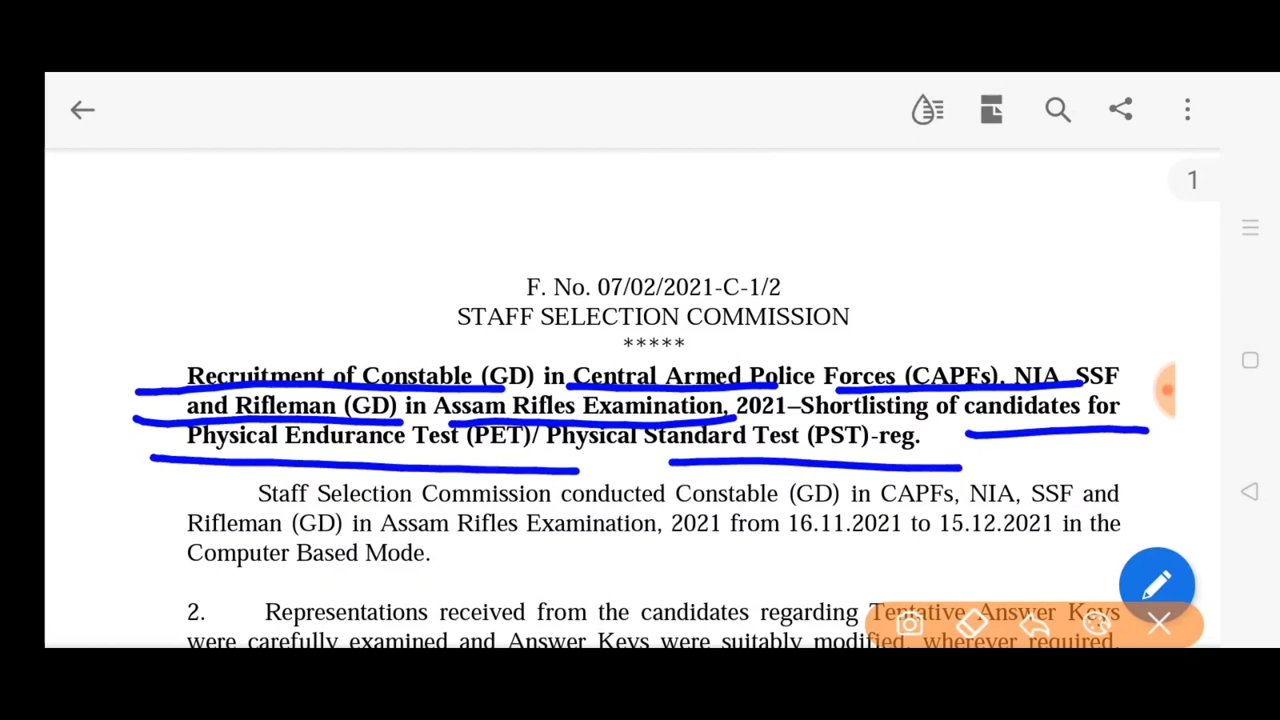 1
F. No. 07/02/2021-C-1/2
STAFF SELECTION COMMISSION
*****
Recruitment of Constable (GD) in Central Armed Police Forces (CAPFs), NIA, SSF
and Rifleman (GD) in Assam Rifles Examination, 2021–Shortlisting of candidates for
Physical Endurance Test (PET)/ Physical Standard Test (PST)-reg.
Staff Selection Commission conducted Constable (GD) in CAPFs, NIA, SSF and
Rifleman (GD) in Assam Rifles Examination, 2021 from 16.11.2021 to 15.12.2021 in the
Computer Based Mode.
2. Representations received from the candidates regarding Tentative Answer Keys
were carefully examined and Answer Keys were suitably modified, wherever required.